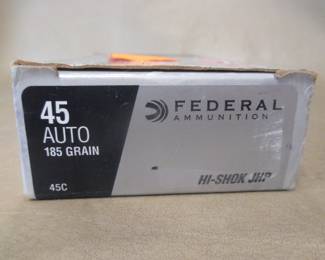 45
AUTO
185 GRAIN
45C
FEDERAL
AMMUNITION
HI-SHOK JHP